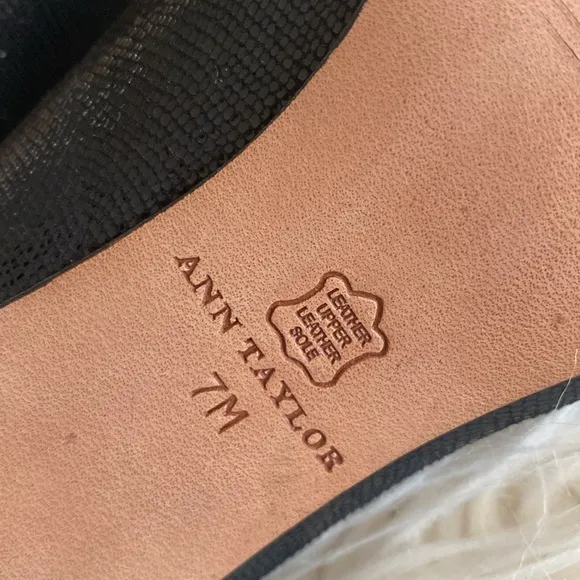 LEATHER
UPPER
LEATHER
SOLE
ANN TAYLOR
7M